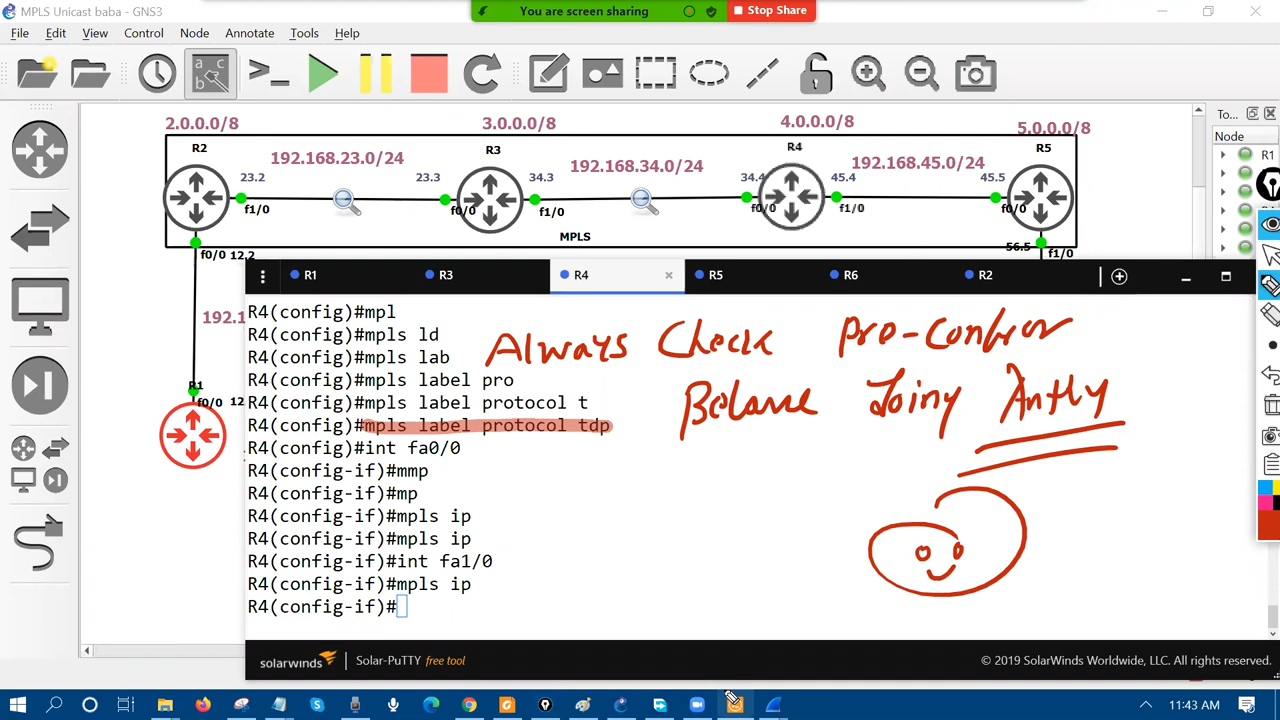 MPLS Unicast baba - GNS3
You are screen sharing
Stop Share
File Edit View Control Node Annotate Tools Help
2.0.0.0/8 3.0.0.0/8 4.0.0.0/8 5.0.0.0/8
R2 R3 R4 R5
192.168.23.0/24 192.168.34.0/24 192.168.45.0/24
23.2 23.3 34.3 34.4 45.4 45.5
f1/0 f0/0 f1/0 f0/0 f1/0 f0/0
MPLS
f0/0 12.2
56.5 f1/0
192.1
R1
f0/0 12
To...
Node
R1
R1 R3 R4 × R5 R6 R2
R4(config)#mpl
R4(config)#mpls ld
R4(config)#mpls lab
R4(config)#mpls label pro
R4(config)#mpls label protocol t
R4(config)#mpls label protocol tdp
R4(config)#int fa0/0
R4(config-if)#mmp
R4(config-if)#mp
R4(config-if)#mpls ip
R4(config-if)#mpls ip
R4(config-if)#int fa1/0
R4(config-if)#mpls ip
R4(config-if)#
Always Check
solarwinds Solar-PuTTY free tool
© 2019 SolarWinds Worldwide, LLC. All rights reserved.
11:43 AM